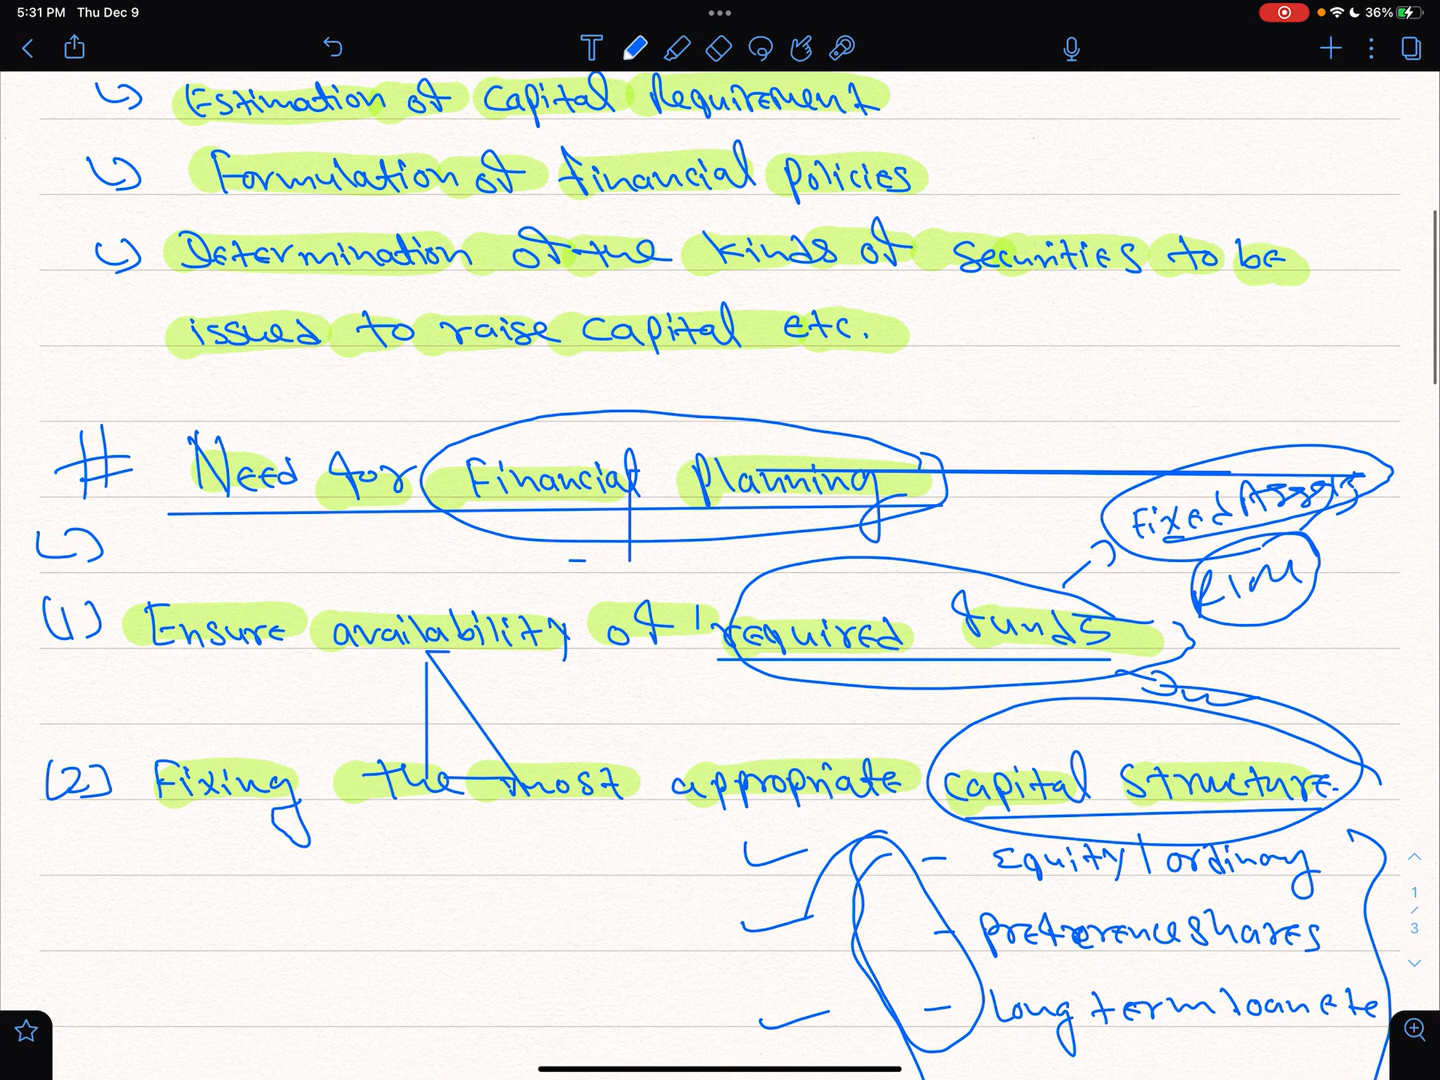 5:31 PM Thu Dec 9
36%
Estimation of Capital Requirement
Formulation of Financial Policies
Determination of the kinds of Securities to be
issued to raise Capital Etc.
# Need for Financial Planning
Fixed Assets
R/M
(1) Ensure availability of required funds
(2) Fixing the most appropriate capital structure.
- Equity/ordinary
- preference shares
- long term loan etc
1/3